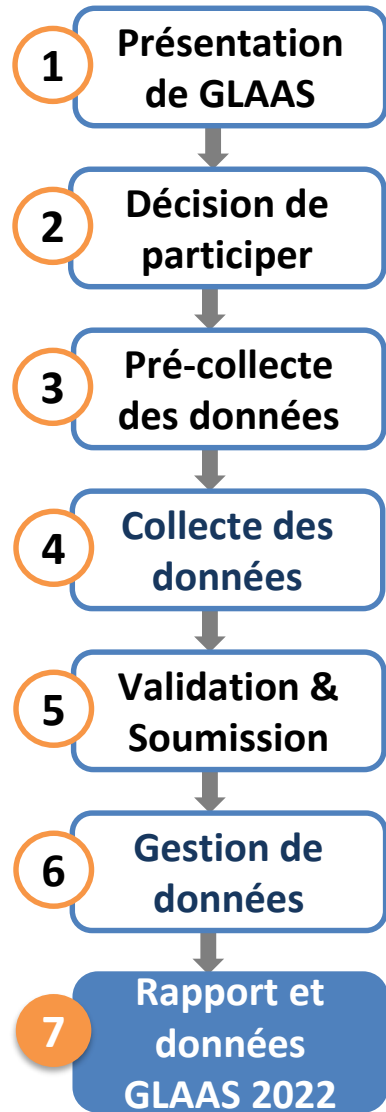 1
Présentation
de GLAAS
2
Décision de
participer
3
Pré-collecte
des données
4
Collecte des
données
5
Validation &
Soumission
6
Gestion de
données
7
Rapport et
données
GLAAS 2022